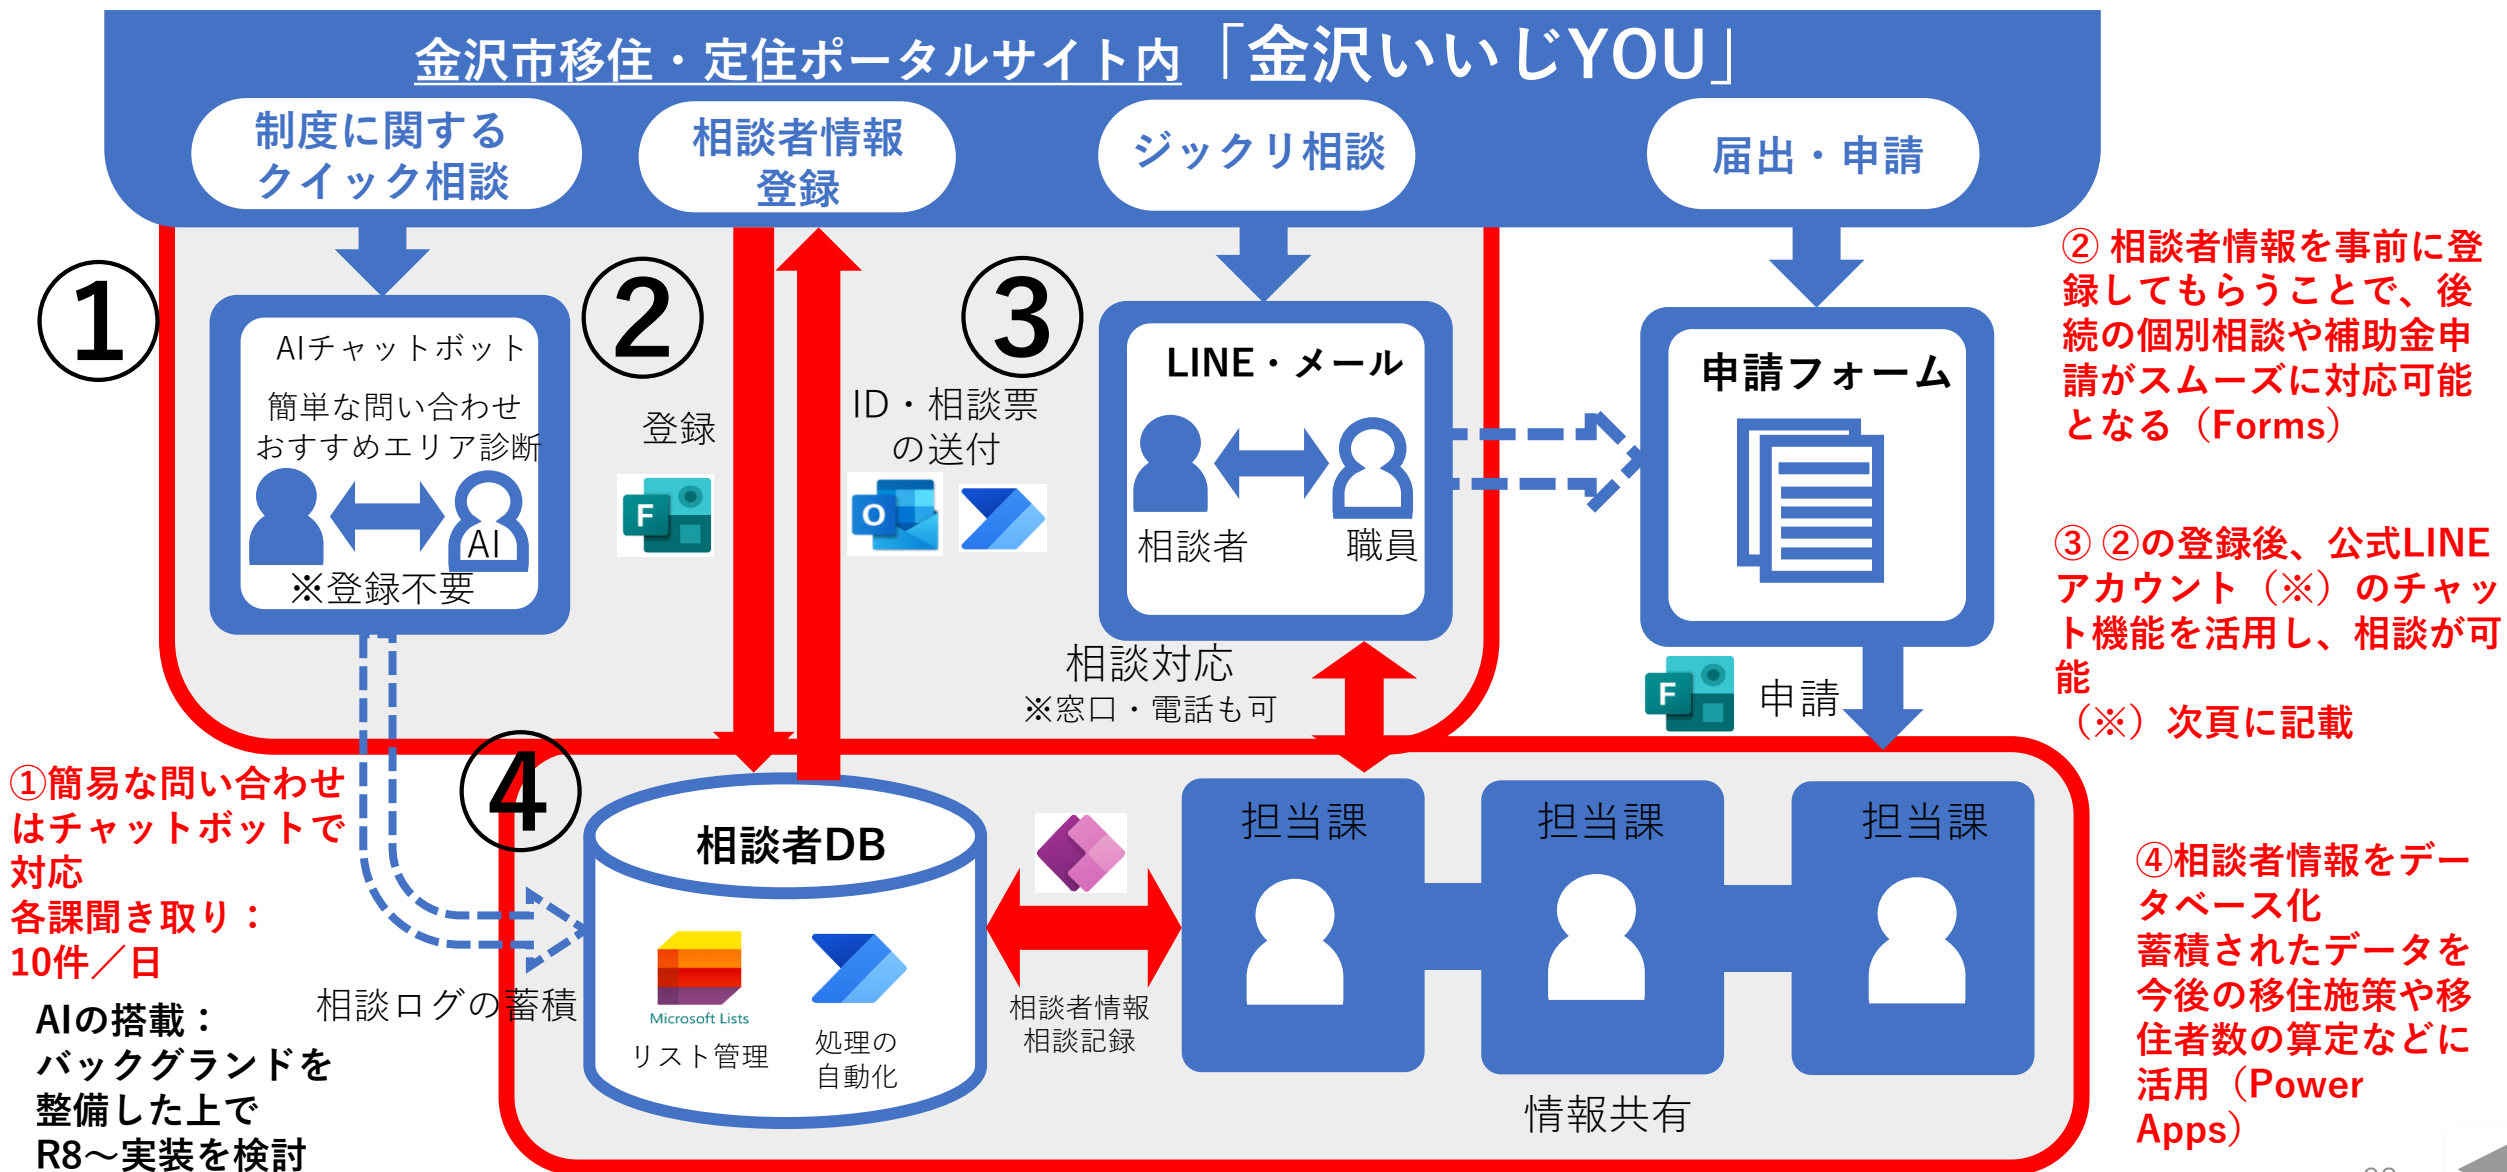 金沢市移住・定住ポータルサイト内「金沢いいじYOU」
制度に関する
クイック相談
相談者情報
登録
ジックリ相談
届出・申請
①
AIチャットボット
簡単な問い合わせ
おすすめエリア診断
AI
※登録不要
②
登録
F
ID・相談票
の送付
O
③
LINE・メール
相談者
職員
相談対応
※窓口・電話も可
申請フォーム
F
申請
② 相談者情報を事前に登
録してもらうことで、後
続の個別相談や補助金申
請がスムーズに対応可能
となる（Forms）
③ ②の登録後、公式LINE
アカウント（※）のチャッ
ト機能を活用し、相談が可
能
（※）次頁に記載
①簡易な問い合わせ
はチャットボットで
対応
各課聞き取り：
10件／日
AIの搭載：
バックグランドを
整備した上で
R8～実装を検討
相談ログの蓄積
④
相談者DB
Microsoft Lists
リスト管理
処理の
自動化
相談者情報
相談記録
担当課
担当課
担当課
情報共有
④相談者情報をデー
タベース化
蓄積されたデータを
今後の移住施策や移
住者数の算定などに
活用（Power
Apps）